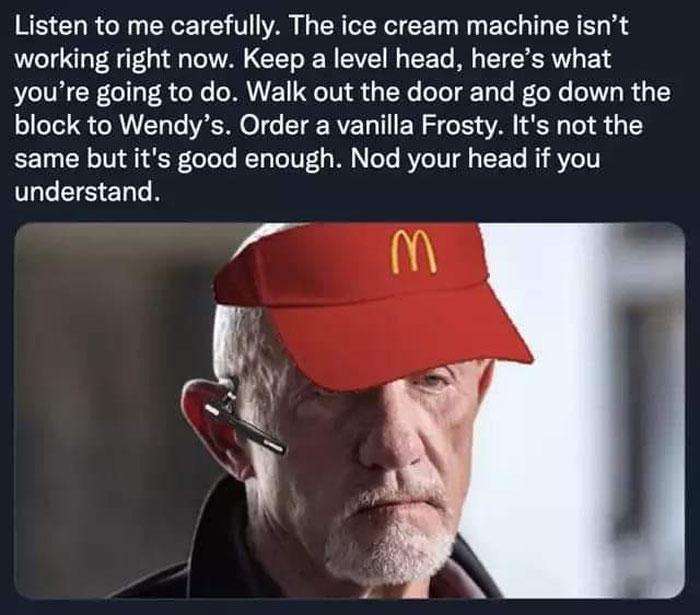 Listen to me carefully. The ice cream machine isn’t
working right now. Keep a level head, here’s what
you’re going to do. Walk out the door and go down the
block to Wendy’s. Order a vanilla Frosty. It's not the
same but it's good enough. Nod your head if you
understand.
M